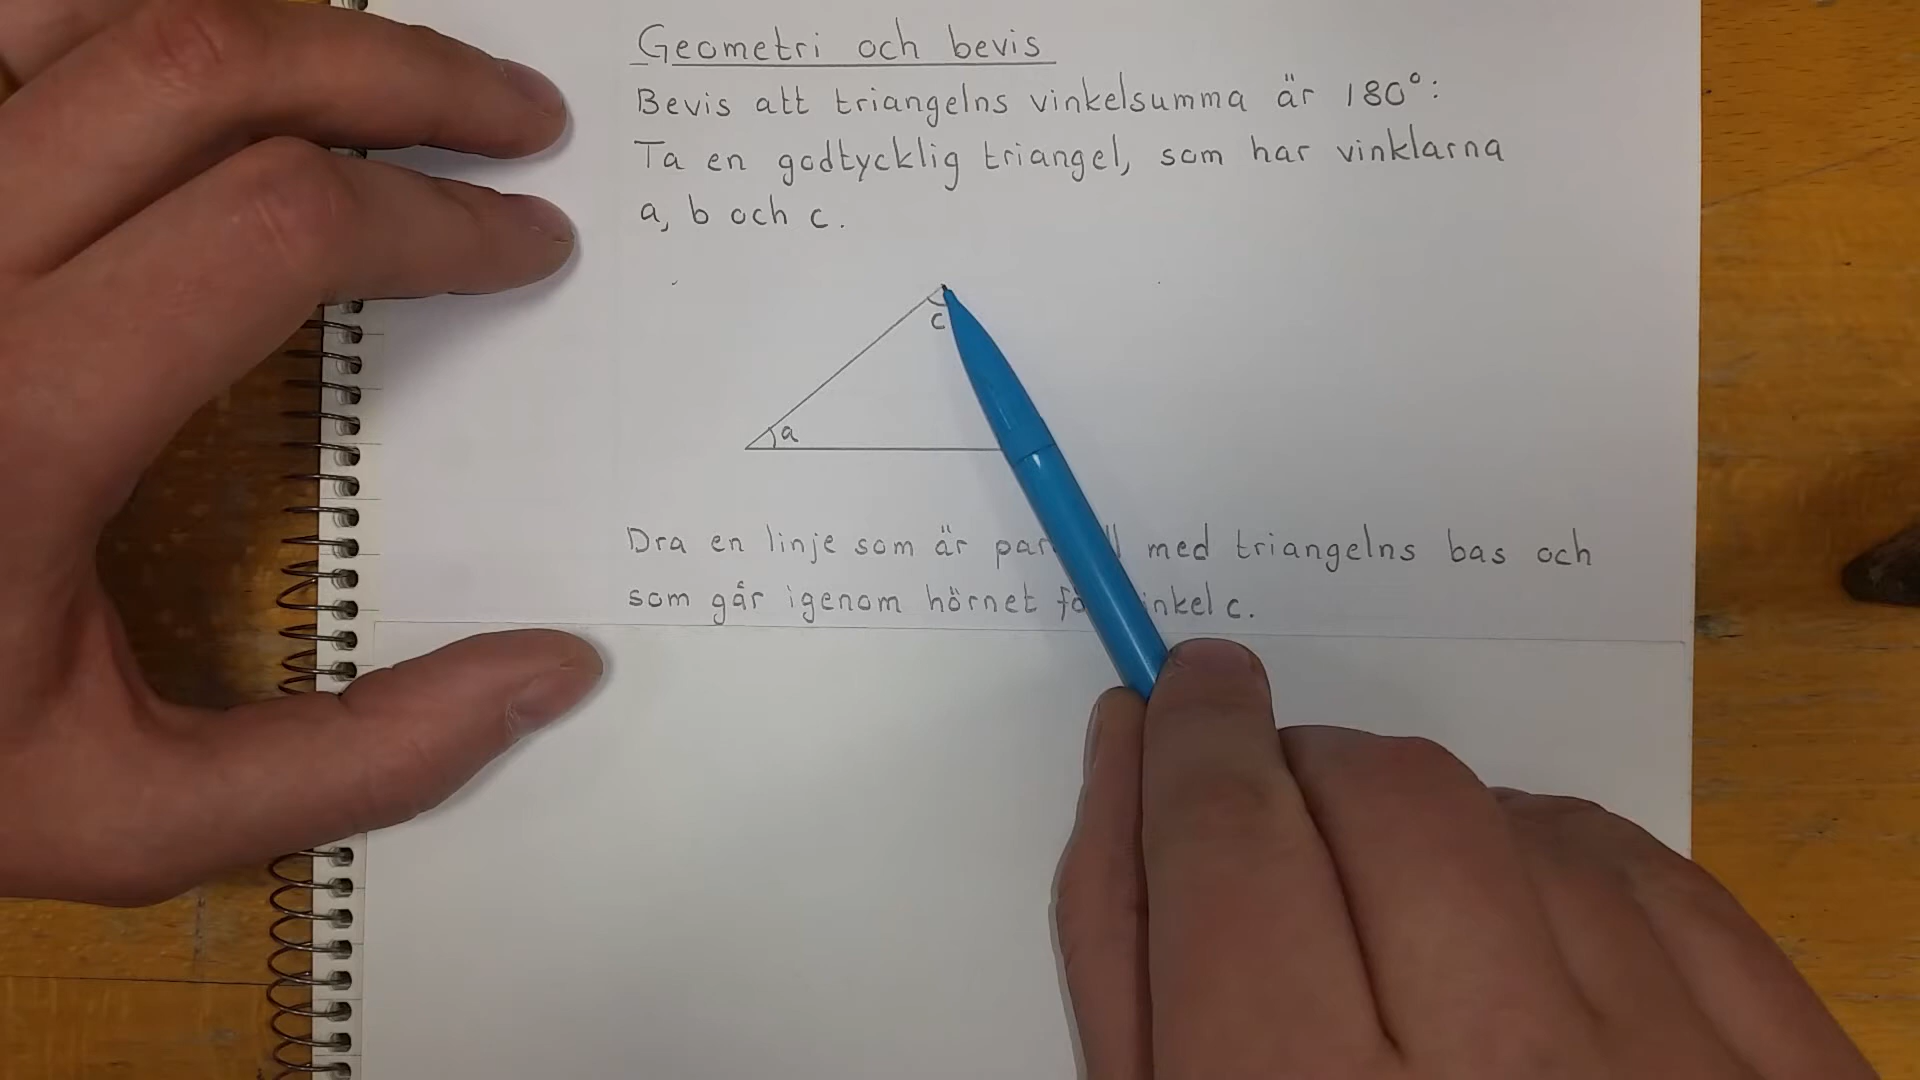 Geometri och bevis
Bevis att triangelns vinkelsumma är 180°:
Ta en godtycklig triangel, som har vinklarna
a, b och c.
c
a
Dra en linje som är med triangelns bas och
som går igenom hörnet c.